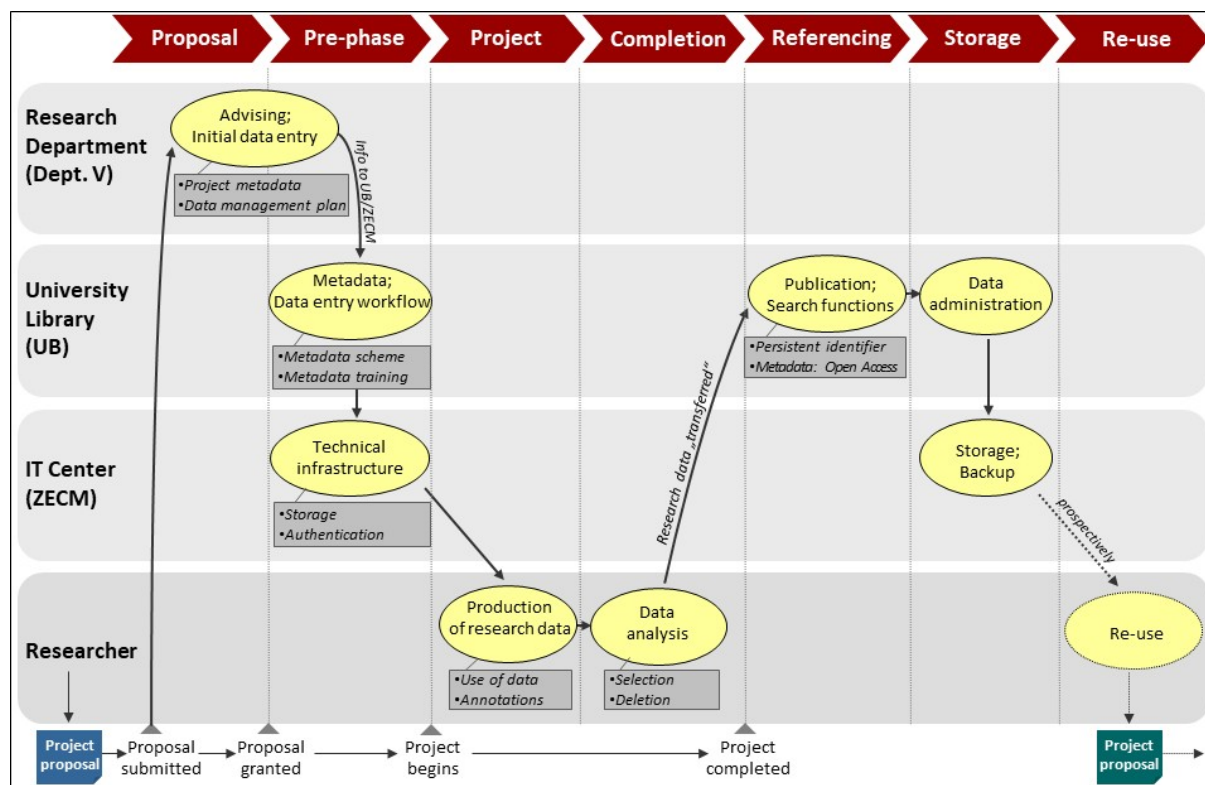 Proposal
Pre-phase
Project
Completion
Referencing
Storage
Re-use
Research
Department
(Dept. V)
Advising;
Initial data entry
•Project metadata
•Data management plan
Info to
UB/ZECM
University
Library
(UB)
Metadata;
Data entry workflow
•Metadata scheme
•Metadata training
Publication;
Search functions
•Persistent identifier
•Metadata: Open Access
Data
administration
Research data „transferred“
IT Center
(ZECM)
Technical
infrastructure
•Storage
•Authentication
Storage;
Backup
prospectively
Researcher
Production
of research data
•Use of data
•Annotations
Data
analysis
•Selection
•Deletion
Re-use
Project
proposal
Proposal
submitted
Proposal
granted
Project
begins
Project
completed
Project
proposal